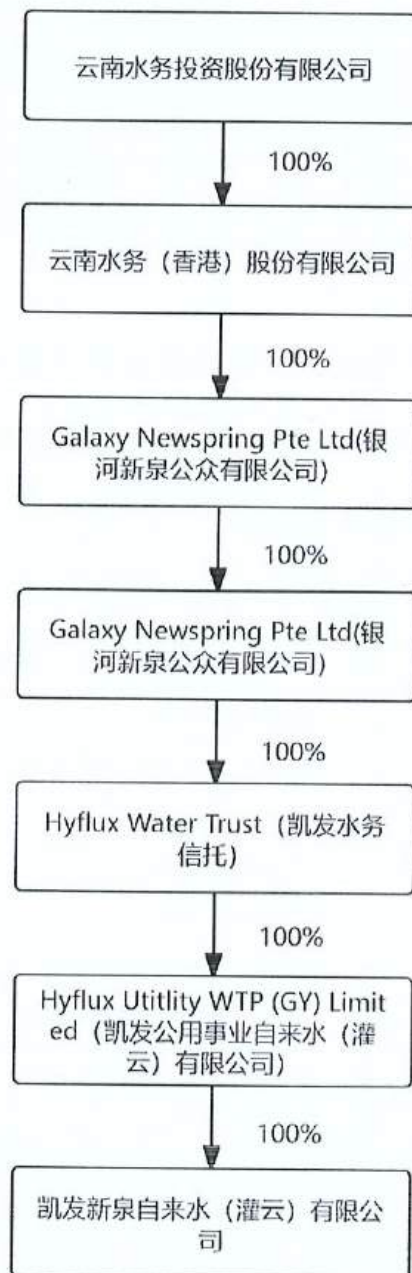 云南水务投资股份有限公司
100%
云南水务（香港）股份有限公司
100%
Galaxy Newspring Pte Ltd(银
河新泉公众有限公司)
100%
Galaxy Newspring Pte Ltd(银
河新泉公众有限公司)
100%
Hyflux Water Trust（凯发水务
信托）
100%
Hyflux Utitlity WTP (GY) Limit
ed（凯发公用事业自来水（灌
云）有限公司）
100%
凯发新泉自来水（灌云）有限公
司